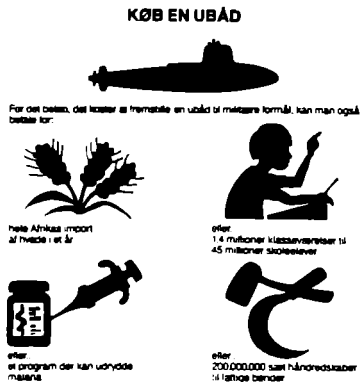 KØB EN UBÅD
For det beløb, det koster at fremstille en ubåd til militære formål, kan man også
betale for:
hele Afrikas import
af hvede i et år
eller
1,4 millioner klasseværelser til
45 millioner skoleelever
eller
et program der kan udrydde
malaria
eller
200.000.000 sæt håndredskaber
til fattige bønder